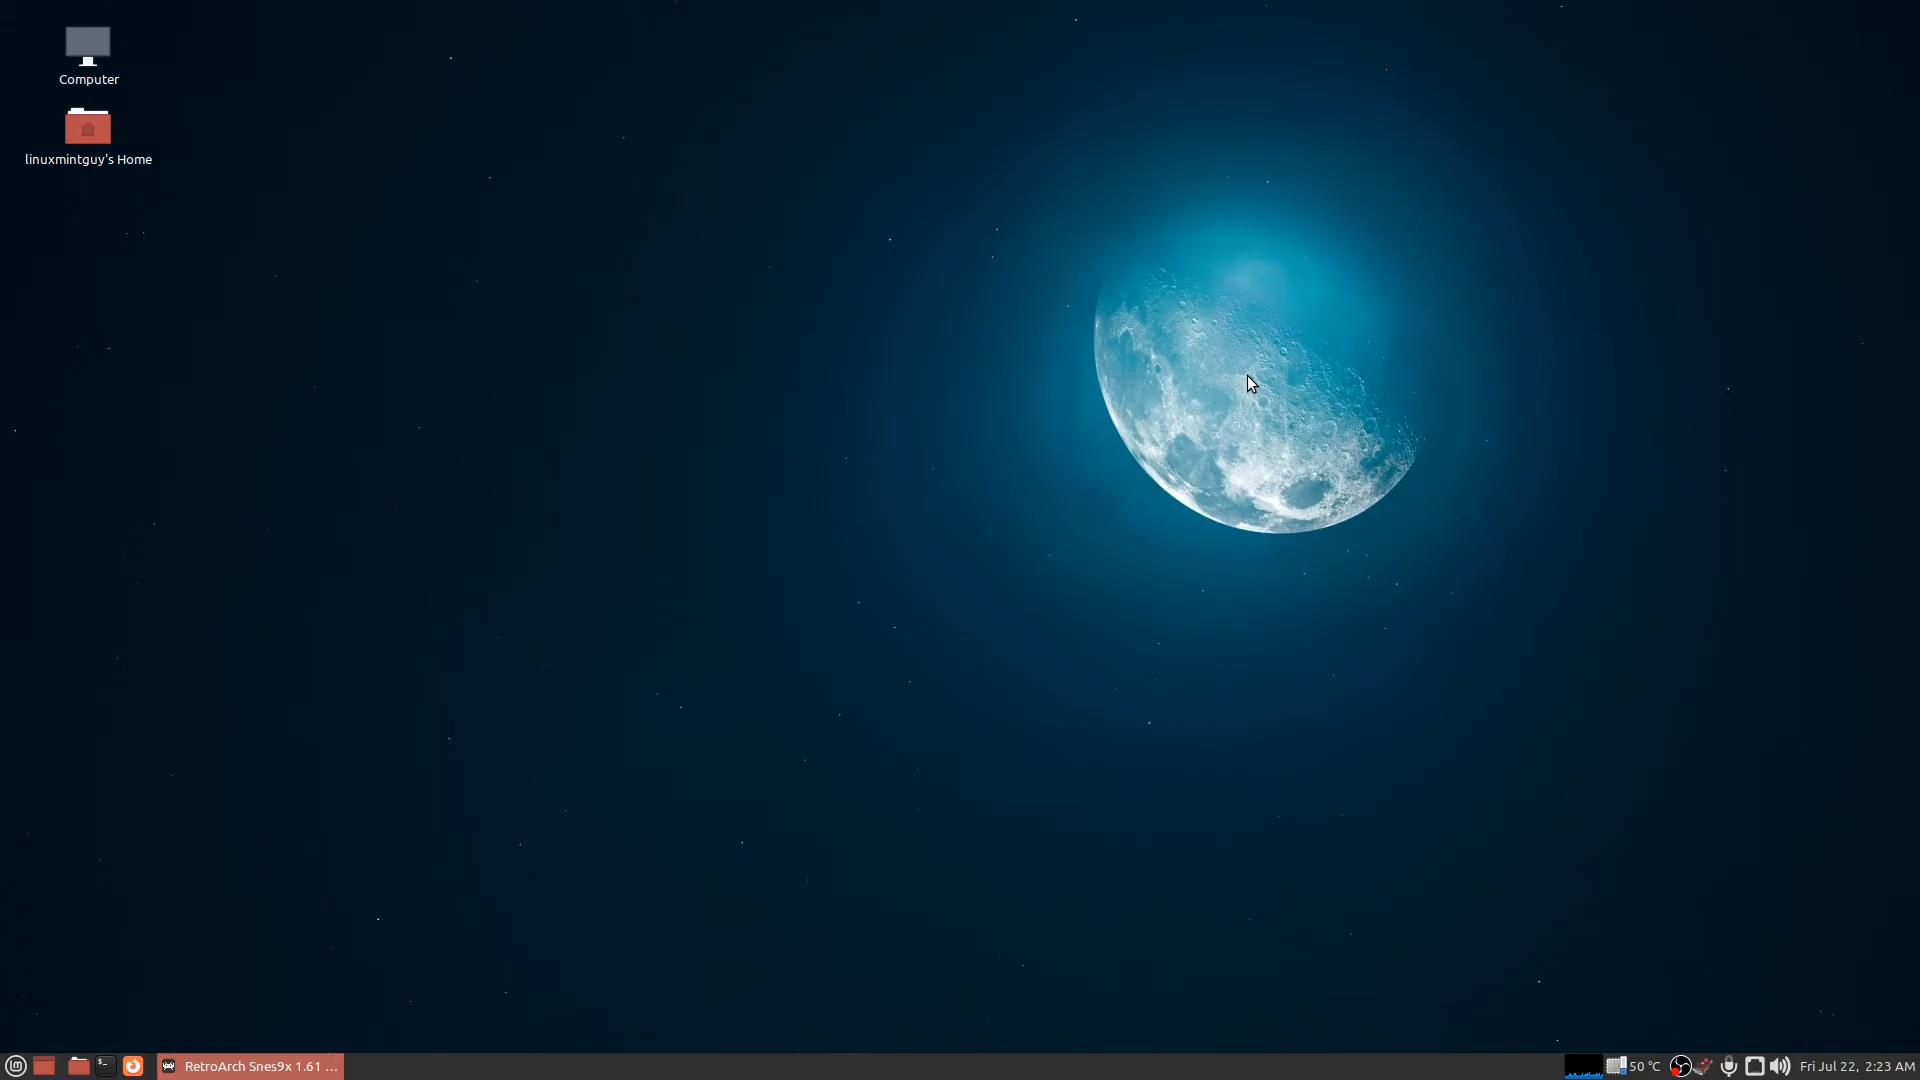 Computer
linuxmintguy's Home
RetroArch Snes9x 1.61 ...
50 °C
Fri Jul 22, 2:23 AM